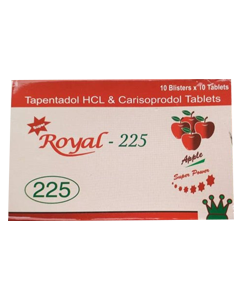 10 Blisters x 10 Tablets
Tapentadol HCL & Carisoprodol Tablets
Royal - 225
Apple
Super Power
225